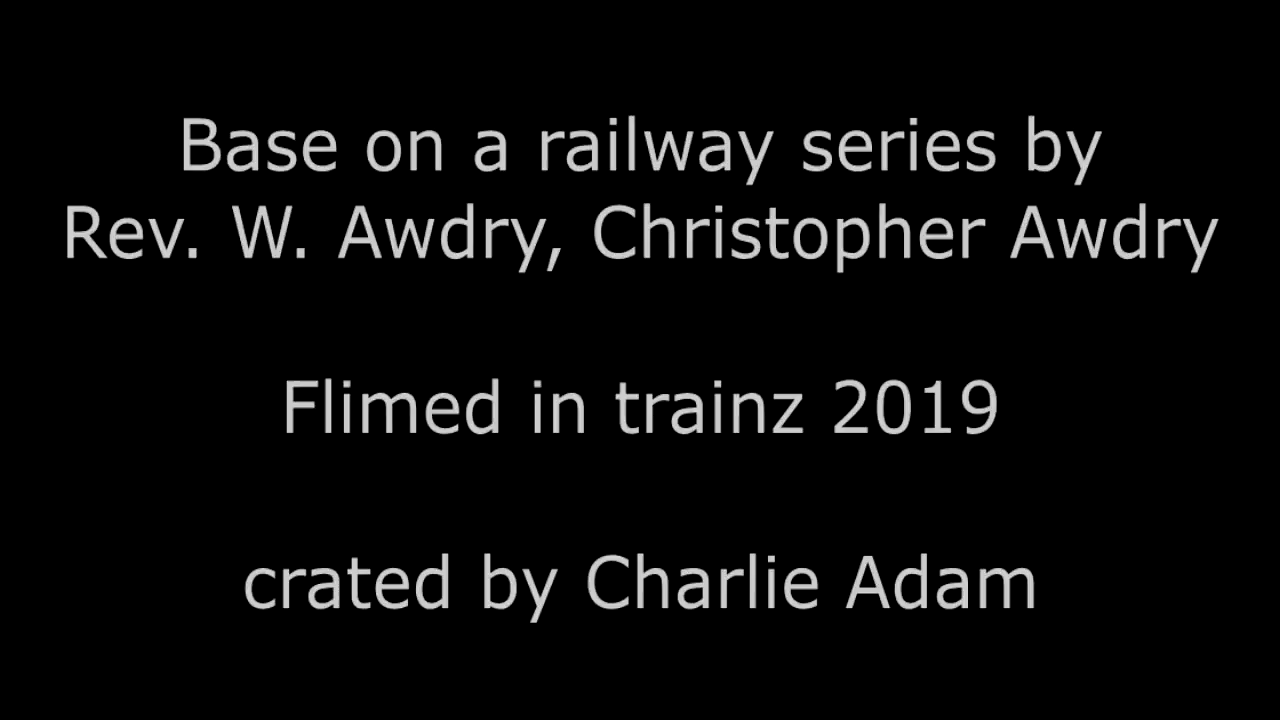 Base on a railway series by
Rev. W. Awdry, Christopher Awdry
Flimed in trainz 2019
crated by Charlie Adam